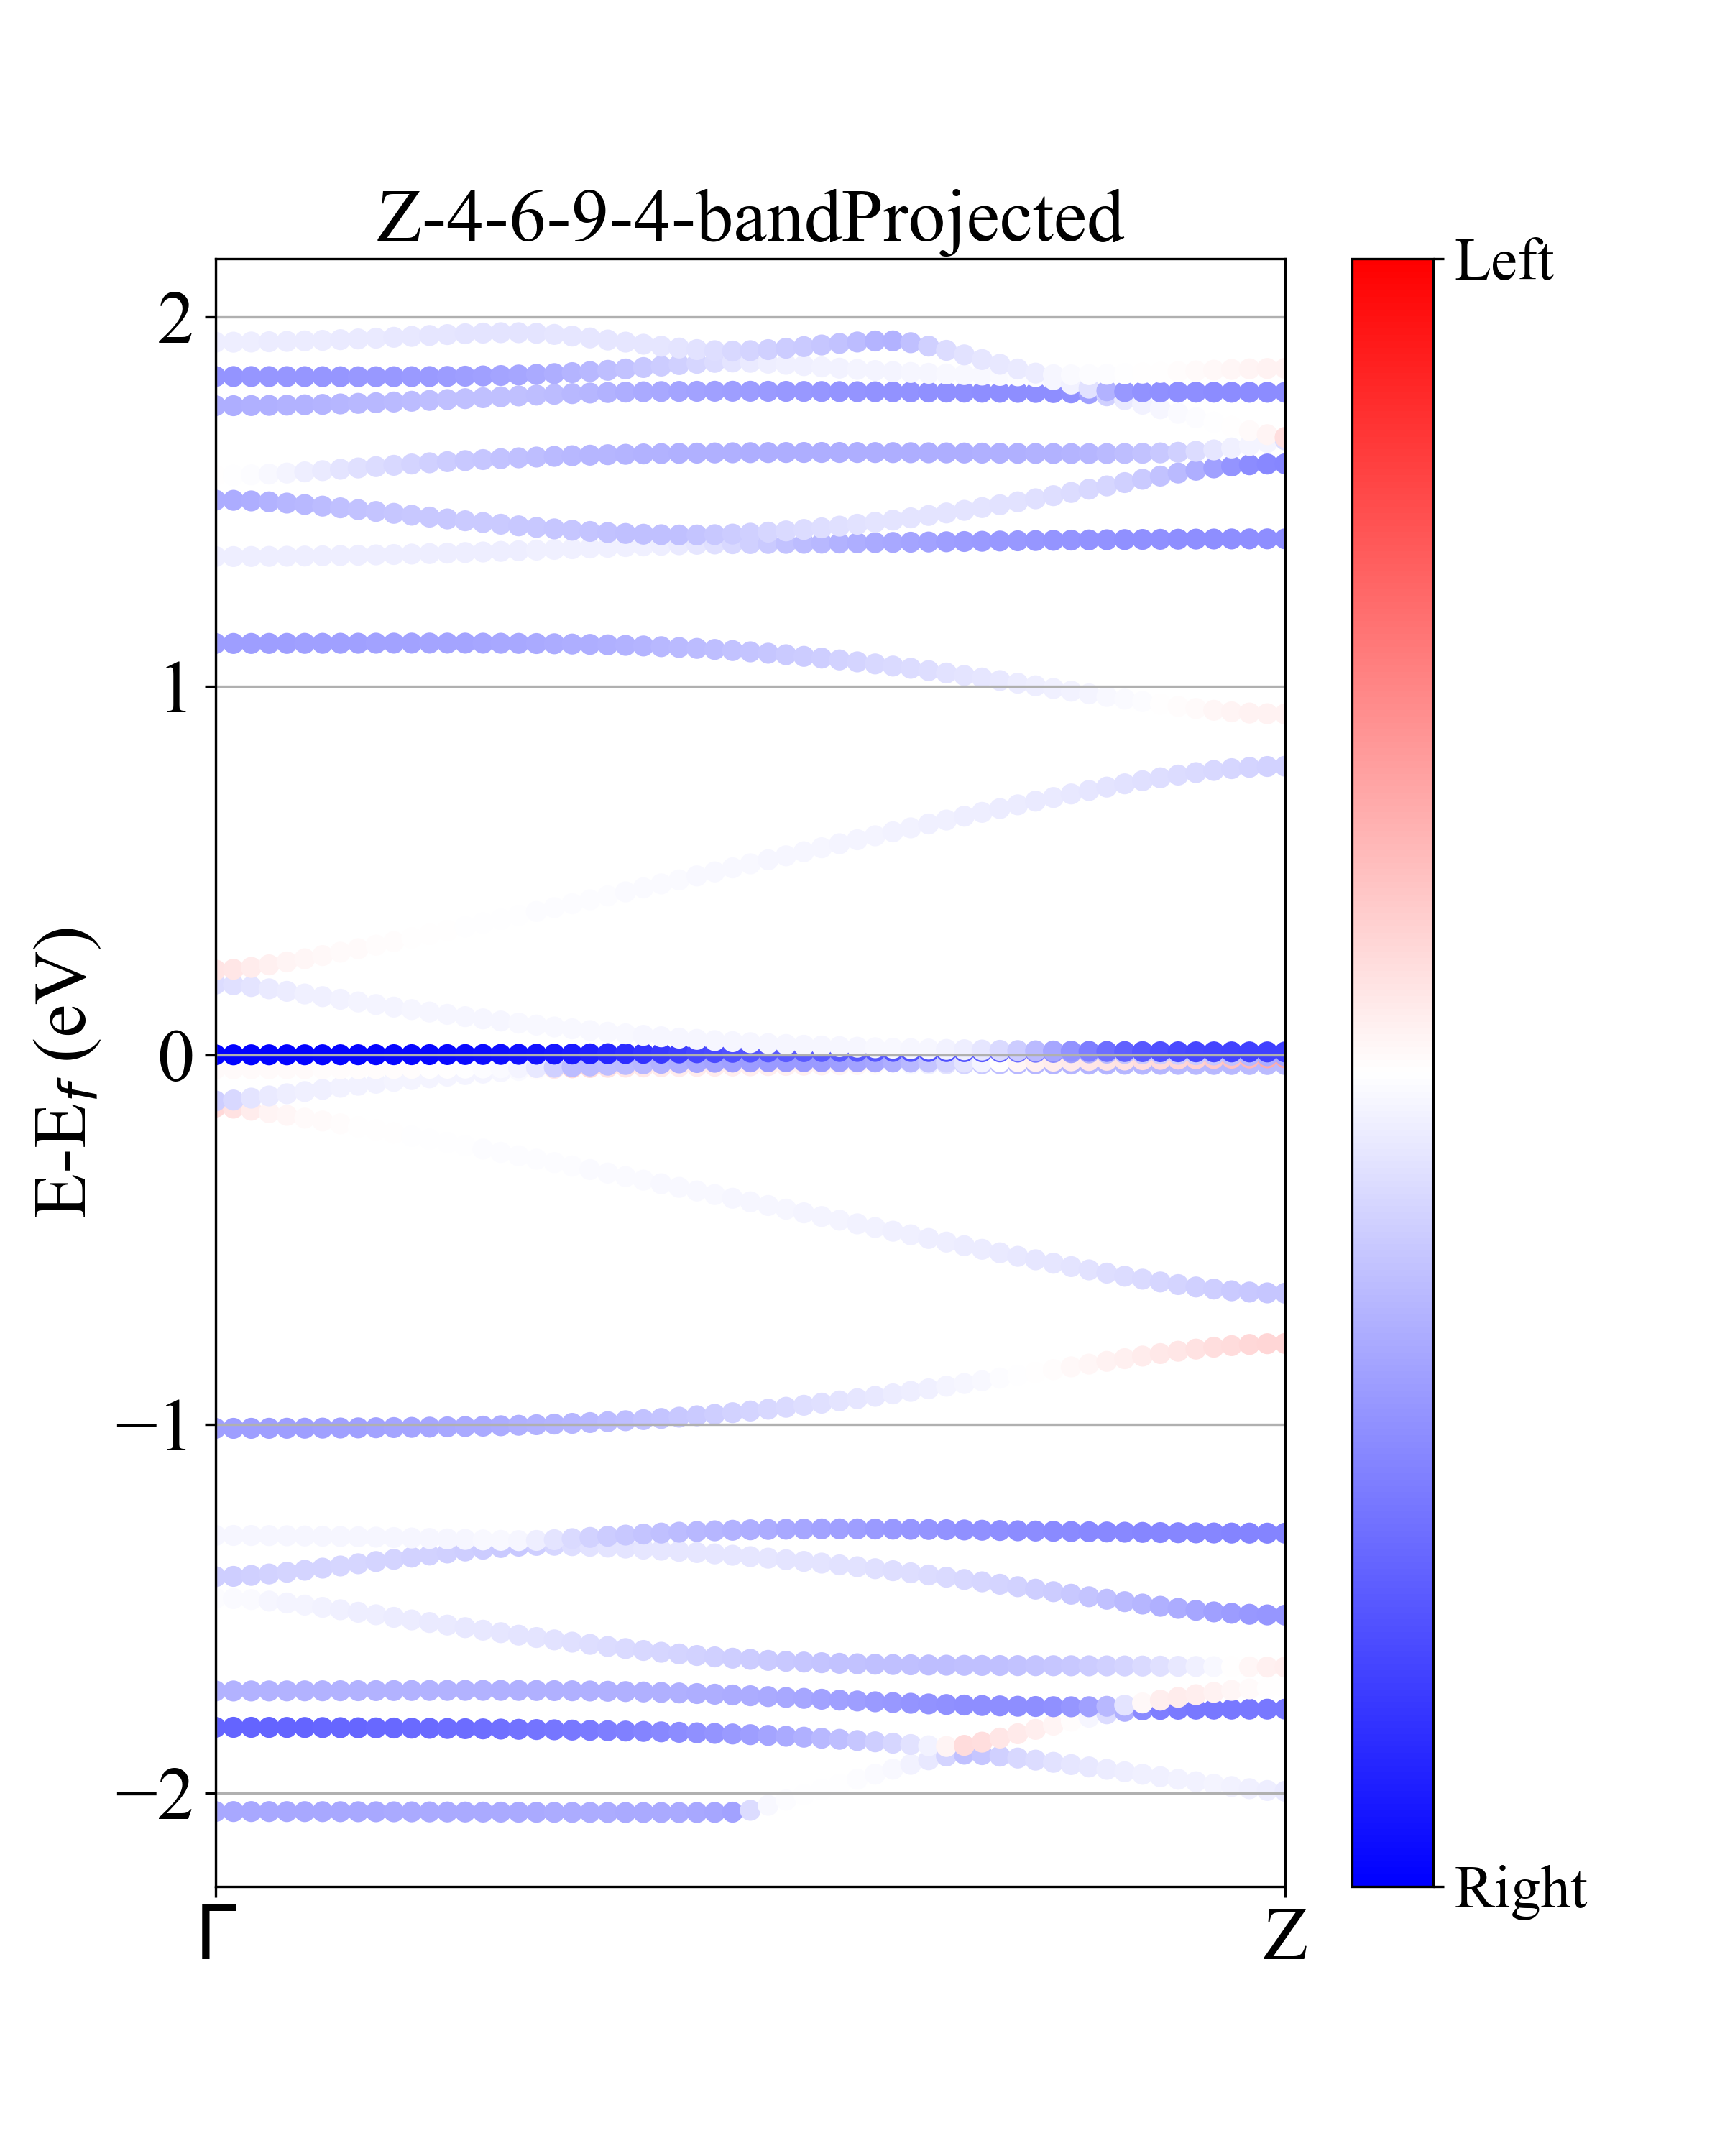 Z-4-6-9-4-bandProjected
Left
2
1
0
−1
−2
E-E_f (eV)
Right
Γ
Z